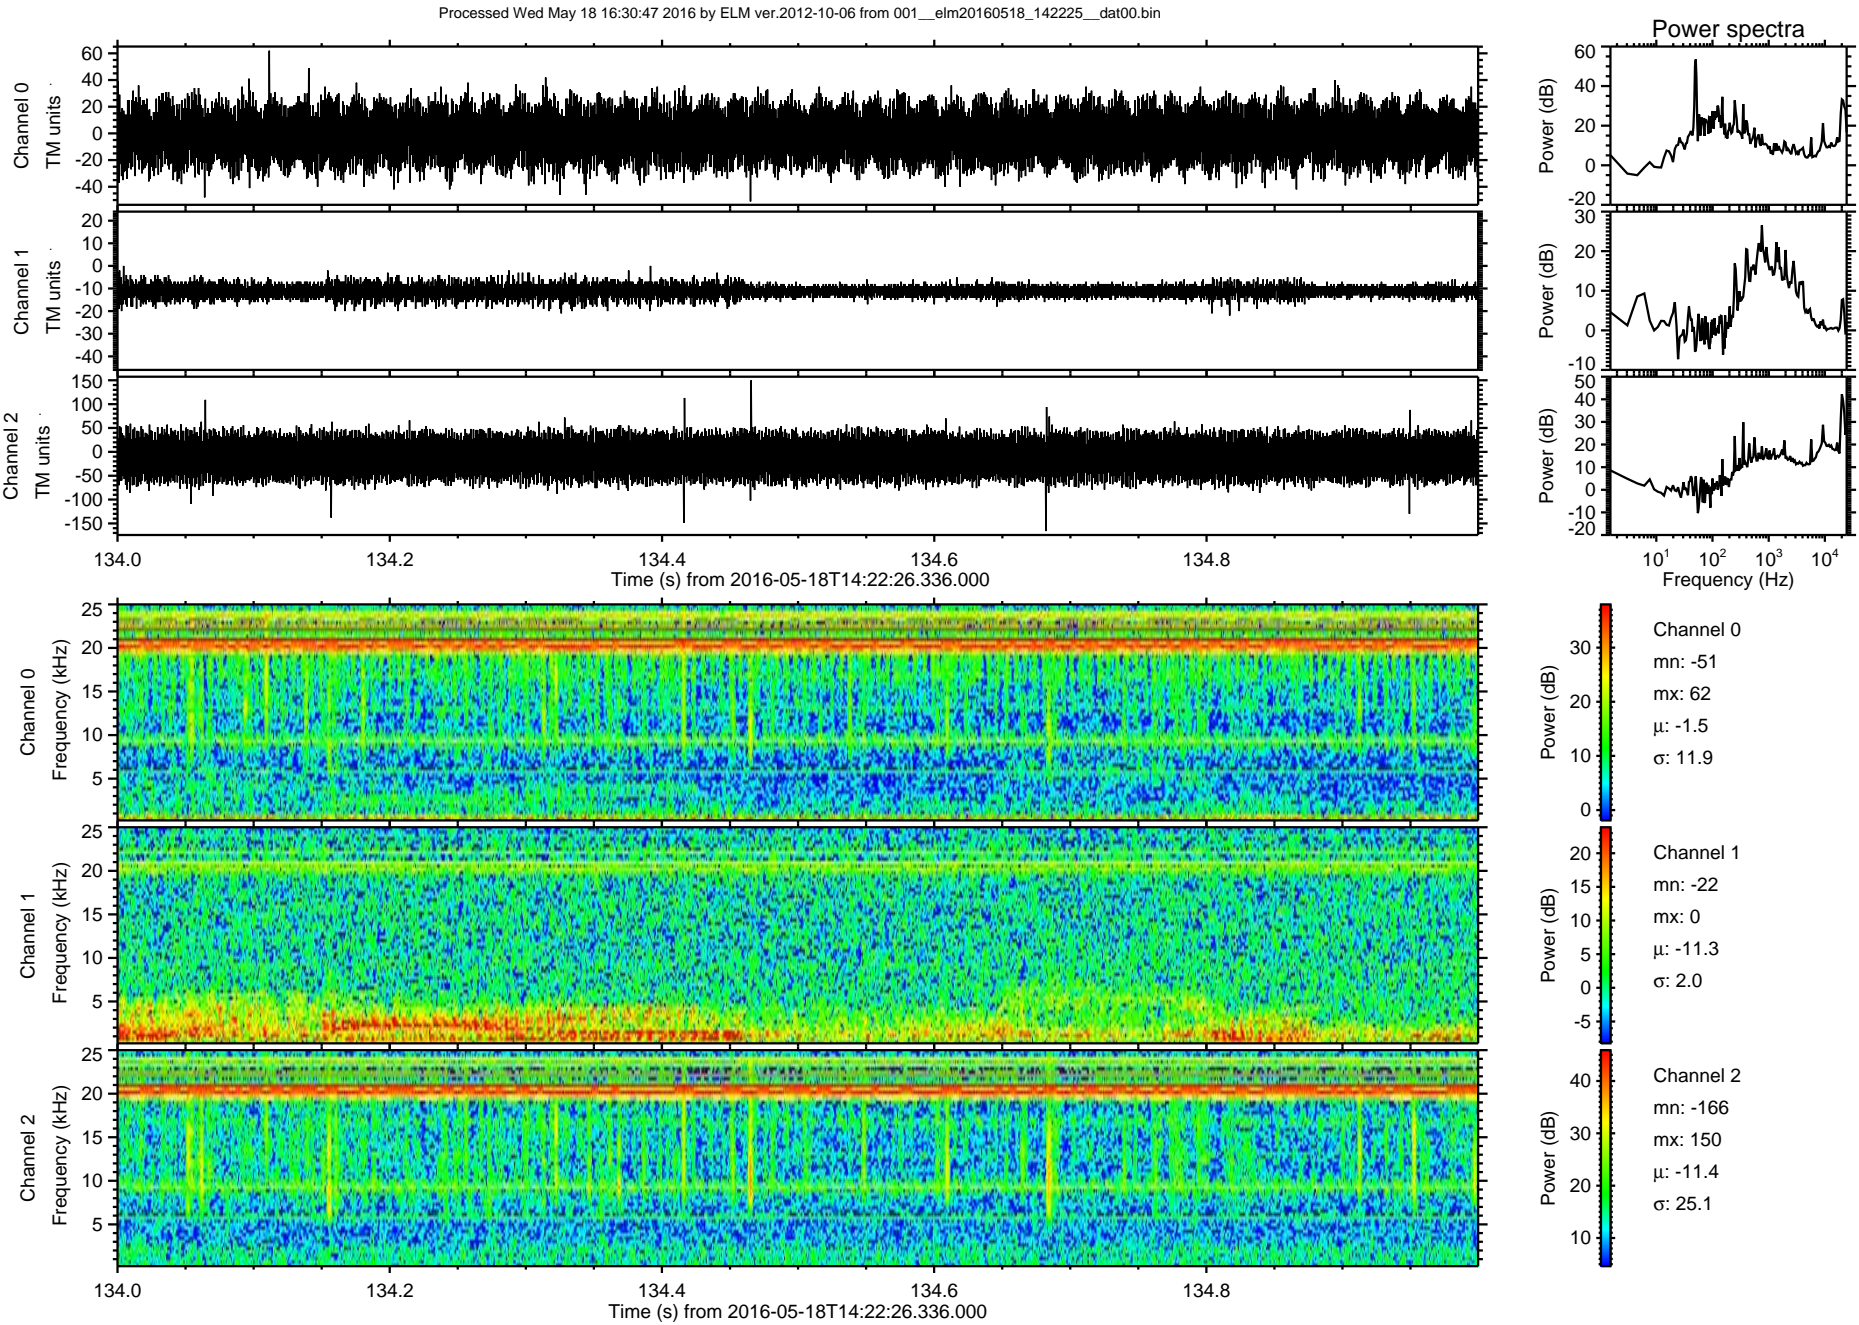 Processed Wed May 18 16:30:47 2016 by ELM ver.2012-10-06 from 001__elm20160518_142225__dat00.bin
Power spectra
Channel 0
TM units
60
40
20
0
-20
-40
Power (dB)
60
40
20
0
-20
Channel 1
TM units
20
10
0
-10
-20
-30
-40
Power (dB)
30
20
10
0
-10
Channel 2
TM units
150
100
50
0
-50
-100
-150
Power (dB)
50
40
30
20
10
0
-10
-20
134.0 134.2 134.4 134.6 134.8
Time (s) from 2016-05-18T14:22:26.336.000
10¹ 10² 10³ 10⁴
Frequency (Hz)
Channel 0
Frequency (kHz)
25
20
15
10
5
Power (dB)
30
20
10
0
Channel 0
mn: -51
mx: 62
μ: -1.5
σ: 11.9
Channel 1
Frequency (kHz)
25
20
15
10
5
Power (dB)
20
15
10
5
0
-5
Channel 1
mn: -22
mx: 0
μ: -11.3
σ: 2.0
Channel 2
Frequency (kHz)
25
20
15
10
5
Power (dB)
40
30
20
10
Channel 2
mn: -166
mx: 150
μ: -11.4
σ: 25.1
134.0 134.2 134.4 134.6 134.8
Time (s) from 2016-05-18T14:22:26.336.000